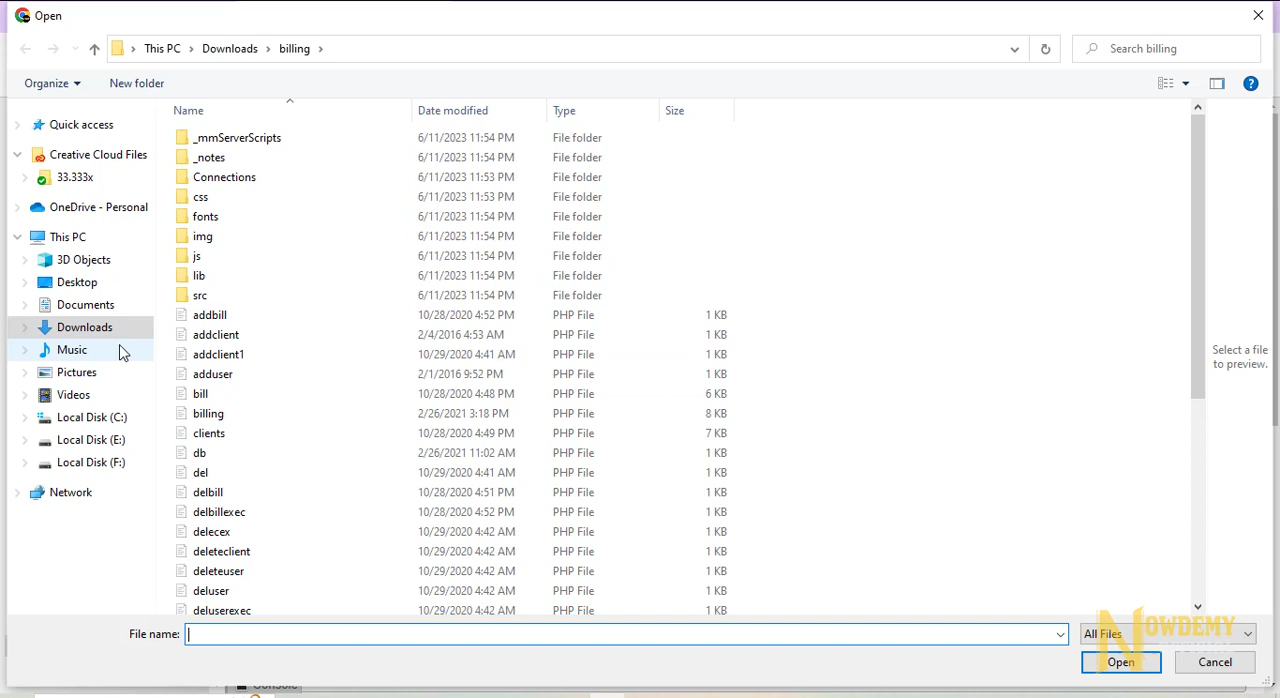 Open
This PC > Downloads > billing >
Search billing
Organize New folder
Name Date modified Type Size
Quick access
Creative Cloud Files
33.333x
OneDrive - Personal
This PC
3D Objects
Desktop
Documents
Downloads
Music
Pictures
Videos
Local Disk (C:)
Local Disk (E:)
Local Disk (F:)
Network
_mmServerScripts 6/11/2023 11:54 PM File folder
_notes 6/11/2023 11:54 PM File folder
Connections 6/11/2023 11:53 PM File folder
css 6/11/2023 11:53 PM File folder
fonts 6/11/2023 11:54 PM File folder
img 6/11/2023 11:54 PM File folder
js 6/11/2023 11:54 PM File folder
lib 6/11/2023 11:54 PM File folder
src 6/11/2023 11:54 PM File folder
addbill 10/28/2020 4:52 PM PHP File 1 KB
addclient 2/4/2016 4:53 AM PHP File 1 KB
addclient1 10/29/2020 4:41 AM PHP File 1 KB
adduser 2/1/2016 9:52 PM PHP File 1 KB
bill 10/28/2020 4:48 PM PHP File 6 KB
billing 2/26/2021 3:18 PM PHP File 8 KB
clients 10/28/2020 4:49 PM PHP File 7 KB
db 2/26/2021 11:02 AM PHP File 1 KB
del 10/29/2020 4:41 AM PHP File 1 KB
delbill 10/28/2020 4:51 PM PHP File 1 KB
delbillexec 10/28/2020 4:52 PM PHP File 1 KB
delecex 10/29/2020 4:42 AM PHP File 1 KB
deleteclient 10/29/2020 4:42 AM PHP File 1 KB
deleteuser 10/29/2020 4:42 AM PHP File 1 KB
deluser 10/29/2020 4:42 AM PHP File 1 KB
deluserexec 10/29/2020 4:42 AM PHP File 1 KB
Select a file
to preview.
File name:
All Files
NOWDEMY
Open Cancel
Console